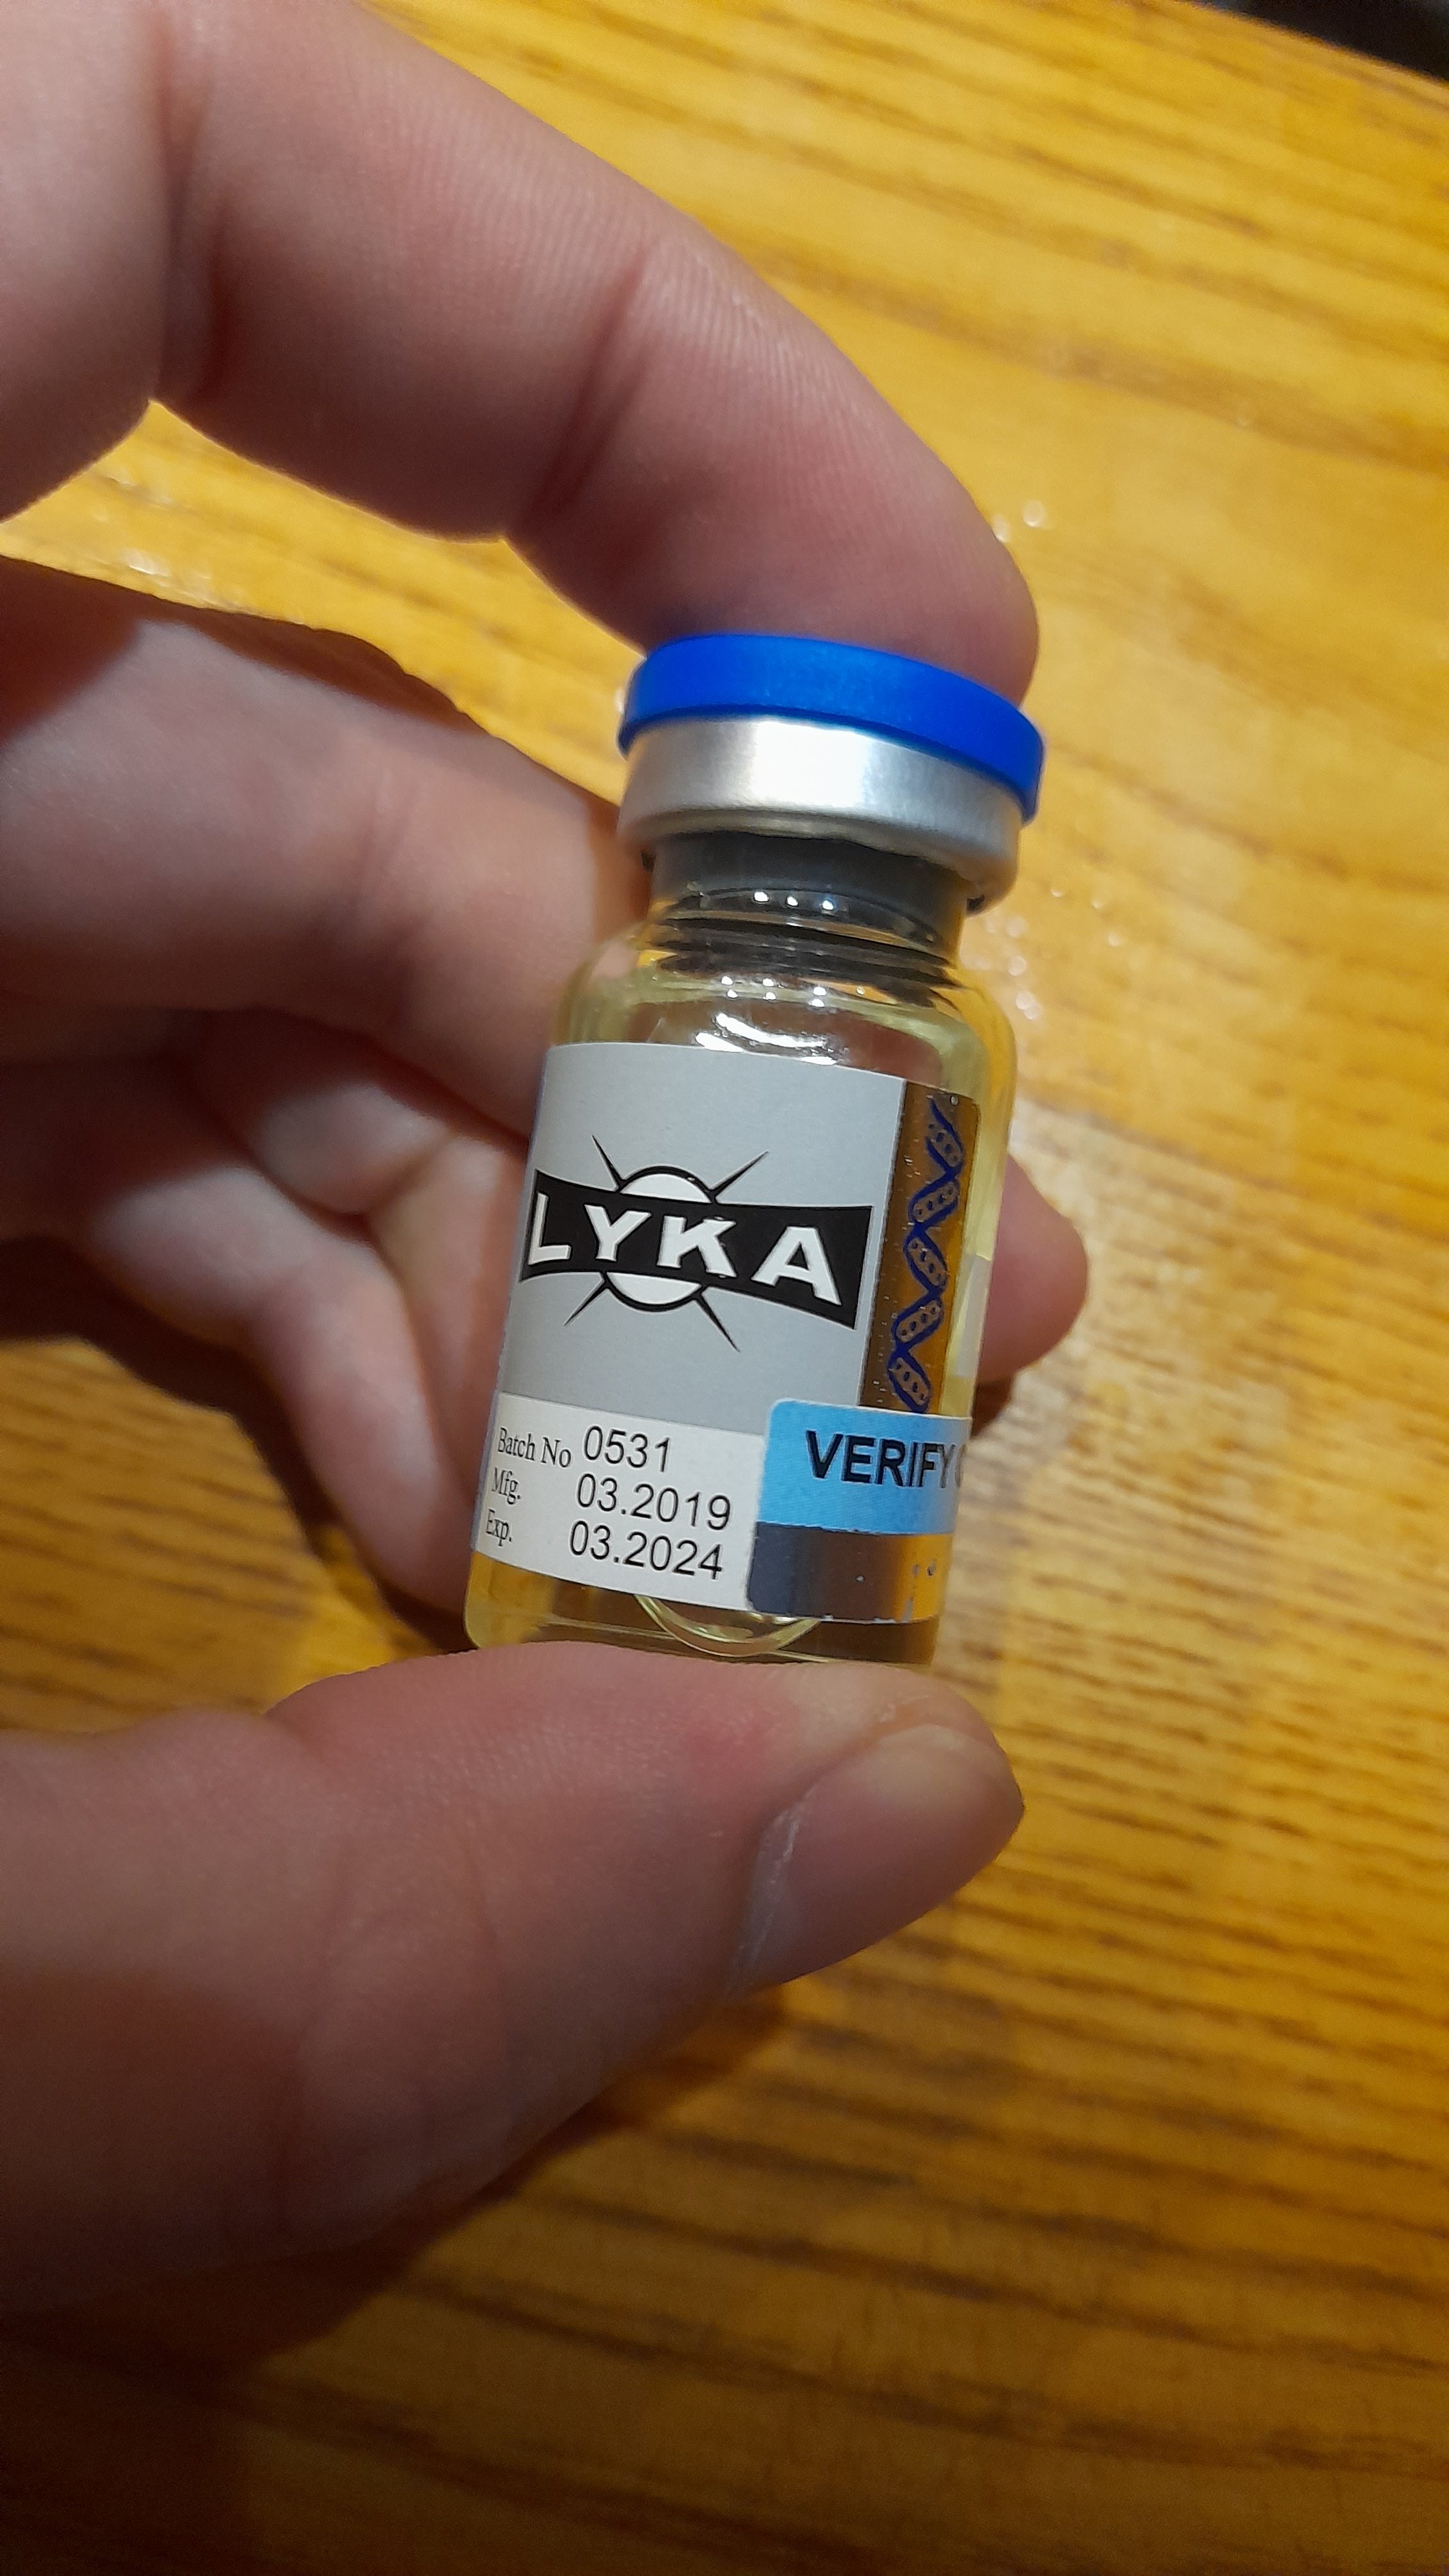 LYKA
Batch No 0531
Mfg. 03.2019
Exp. 03.2024
VERIFY